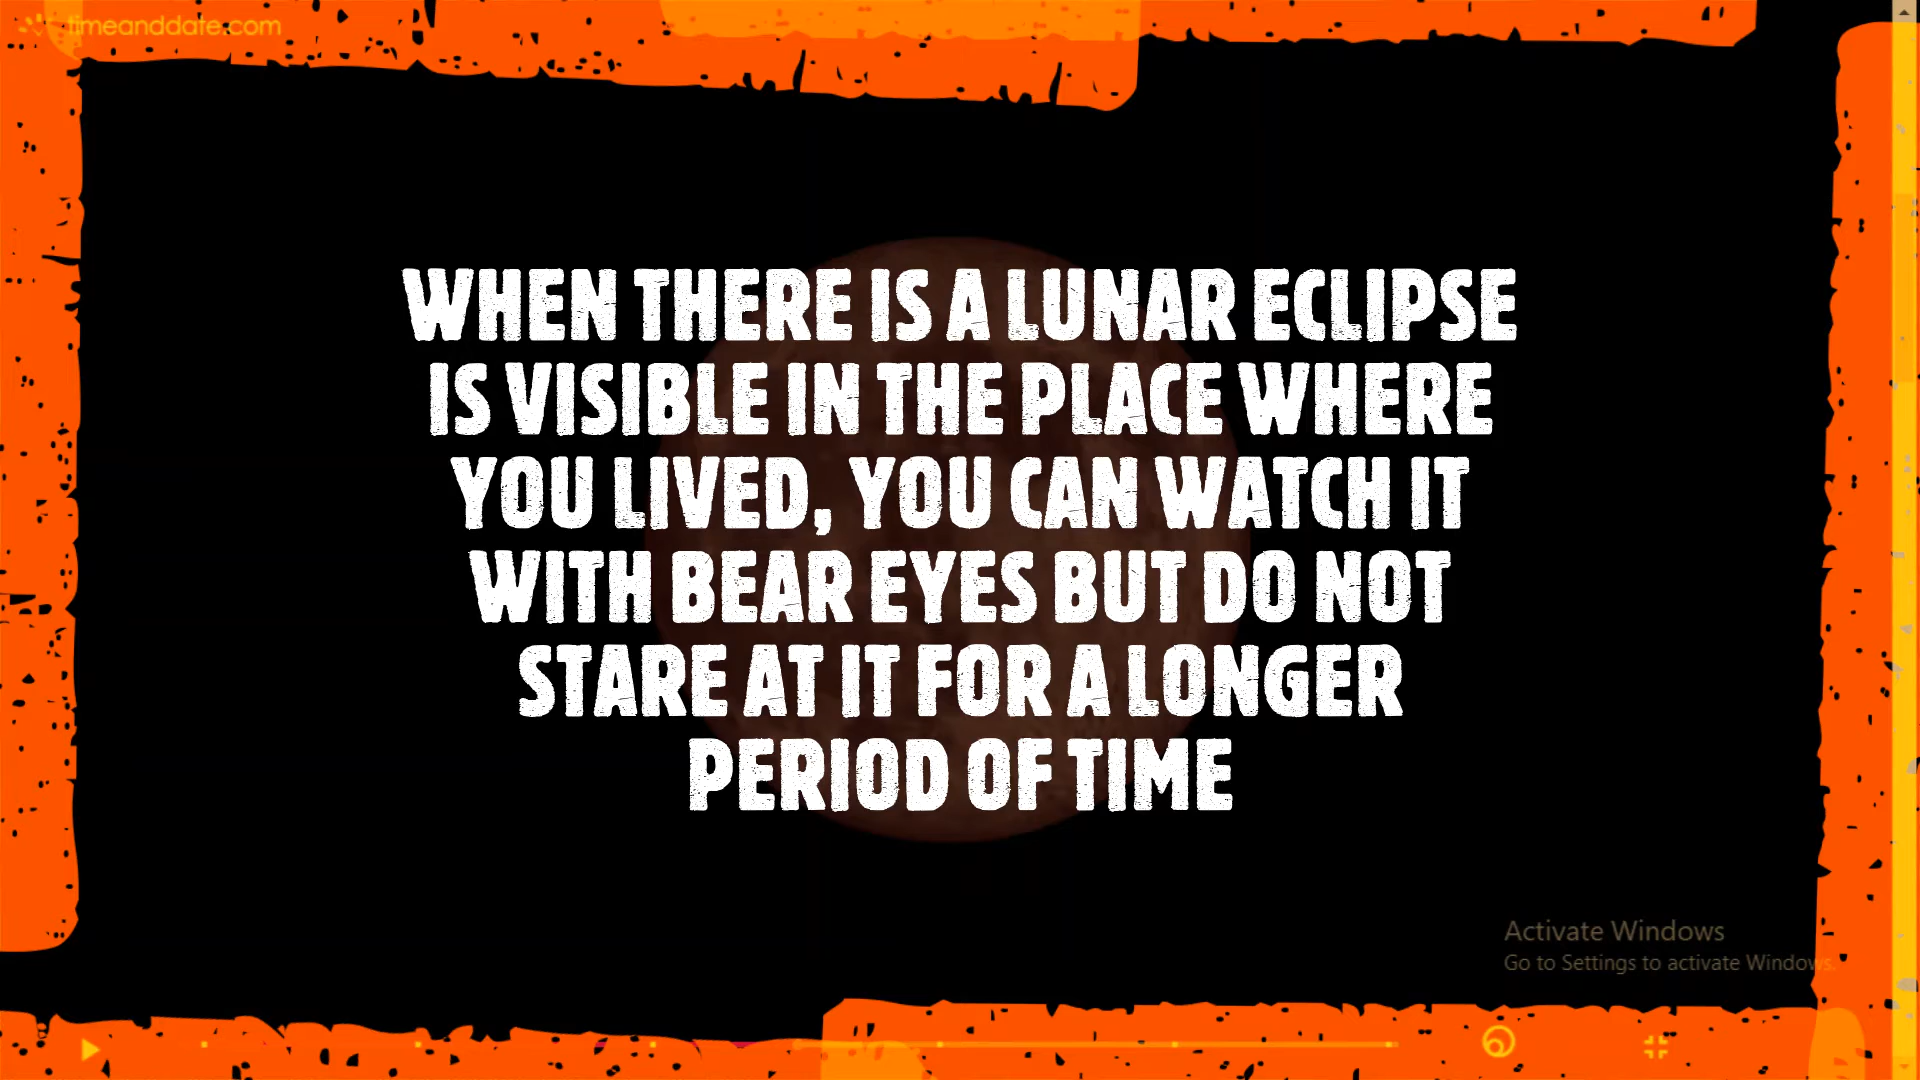 timeanddate.com
WHEN THERE IS A LUNAR ECLIPSE
IS VISIBLE IN THE PLACE WHERE
YOU LIVED, YOU CAN WATCH IT
WITH BEAR EYES BUT DO NOT
STARE AT IT FOR A LONGER
PERIOD OF TIME
Activate Windows
Go to Settings to activate Windows.